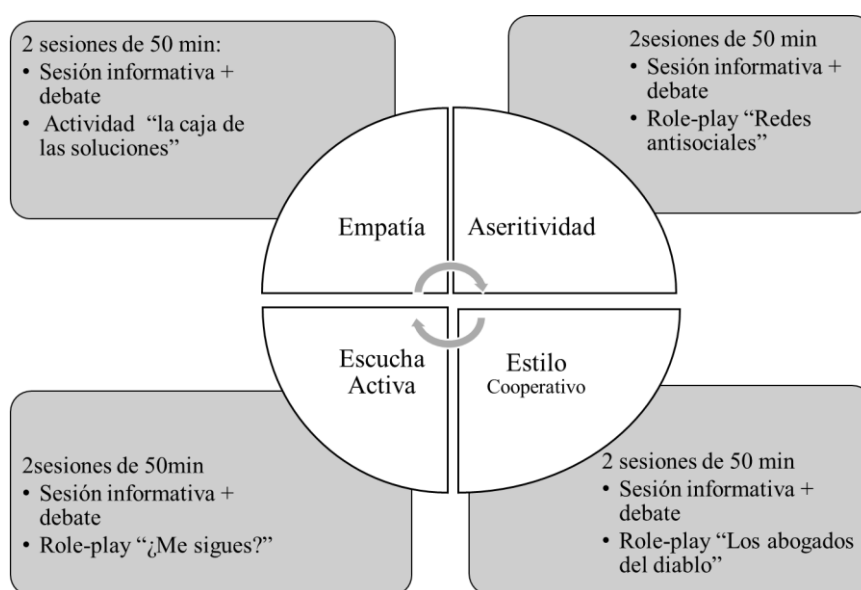 2 sesiones de 50 min:
• Sesión informativa +
debate
• Actividad “la caja de
las soluciones”
2sesiones de 50 min
• Sesión informativa +
debate
• Role-play “Redes
antisociales”
Empatía
Aseritividad
Escucha
Activa
Estilo
Cooperativo
2sesiones de 50min
• Sesión informativa +
debate
• Role-play “¿Me sigues?”
2 sesiones de 50 min
• Sesión informativa +
debate
• Role-play “Los abogados
del diablo”